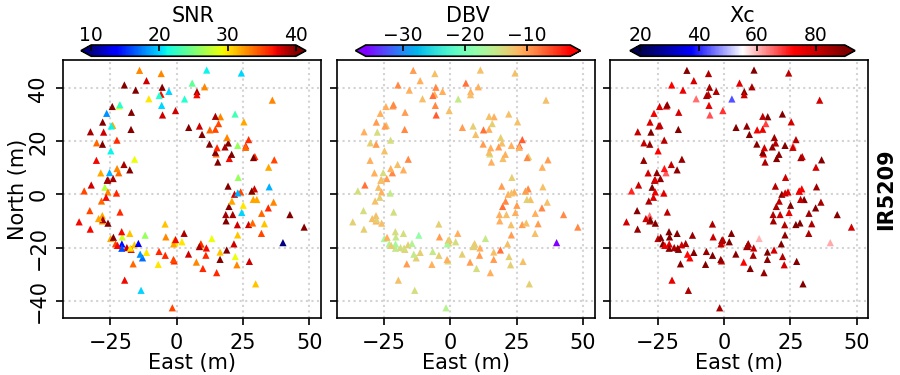 SNR DBV Xc
10 20 30 40 −30 −20 −10 20 40 60 80
40
20
0
−20
−40
North (m)
IR5209
−25 0 25 50 −25 0 25 50 −25 0 25 50
East (m) East (m) East (m)